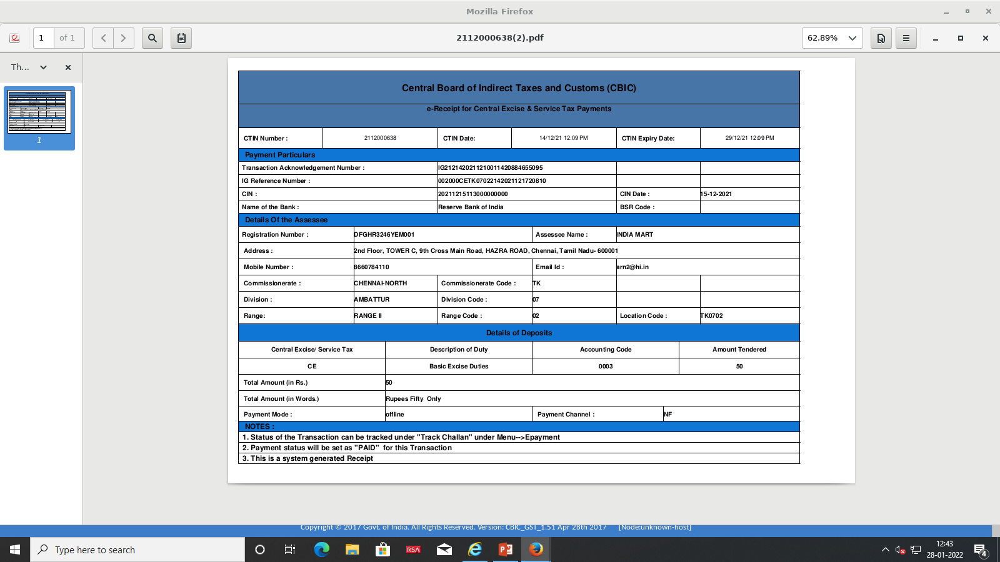 Mozilla Firefox
1 of 1
2112000638(2).pdf
62.89%
Th...
1
Central Board of Indirect Taxes and Customs (CBIC)
e-Receipt for Central Excise & Service Tax Payments
CTIN Number : 2112000638 CTIN Date: 14/12/21 12:09 PM CTIN Expiry Date: 29/12/21 12:09 PM
Payment Particulars
Transaction Acknowledgement Number : IG2121420211210011420884655095
IG Reference Number : 002000CETK07022142021121720810
CIN : 20211215113000000000 CIN Date : 15-12-2021
Name of the Bank : Reserve Bank of India BSR Code :
Details Of the Assessee
Registration Number : DFGHR3246YEM001 Assessee Name : INDIA MART
Address : 2nd Floor, TOWER C, 9th Cross Main Road, HAZRA ROAD, Chennai, Tamil Nadu- 600001
Mobile Number : 8660784110 Email Id : arn2@hi.in
Commissionerate : CHENNAI-NORTH Commissionerate Code : TK
Division : AMBATTUR Division Code : 07
Range: RANGE II Range Code : 02 Location Code : TK0702
Details of Deposits
Central Excise/ Service Tax Description of Duty Accounting Code Amount Tendered
CE Basic Excise Duties 0003 50
Total Amount (in Rs.) 50
Total Amount (in Words.) Rupees Fifty Only
Payment Mode : offline Payment Channel : NF
NOTES :
1. Status of the Transaction can be tracked under "Track Challan" under Menu-->Epayment
2. Payment status will be set as "PAID" for this Transaction
3. This is a system generated Receipt
Copyright © 2017 Govt. of India. All Rights Reserved. Version: CBIC_GST_1.51 Apr 28th 2017 [Node:unknown-host]
Type here to search
RSA
12:43
28-01-2022
4